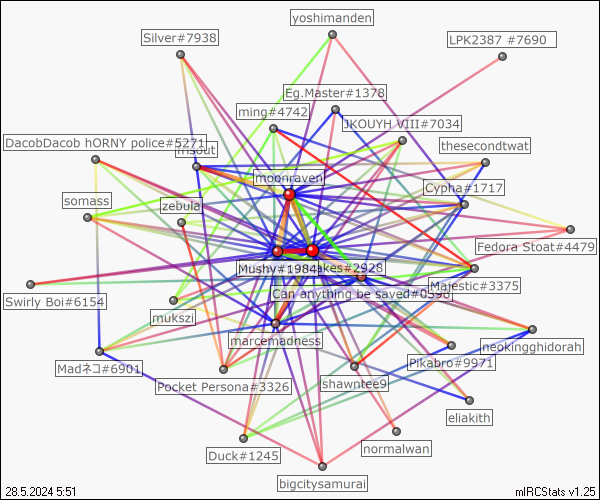 yoshimanden
Silver#7938
LPK2387 #7690
Eg.Master#1378
ming#4742
JKOUYH VIII#7034
DacobDacob hORNY police#5271
thesecondtwat
moonraven
Cypha#1717
somass
zebula
Fedora Stoat#4479
Mushy#1984
akes#2928
Majestic#3375
Can anything be saved#0598
Swirly Boi#6154
mukszi
marcemadness
neokingghidorah
Madネコ#6901
Pikabro#9971
Pocket Persona#3326
shawntee9
eliakith
normalwan
Duck#1245
bigcitysamurai
28.5.2024 5:51
mIRCStats v1.25